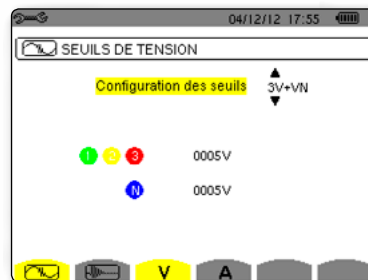 04/12/12 17:55
SEUILS DE TENSION
Configuration des seuils 3V+VN
1 2 3 0005V
N 0005V
V A